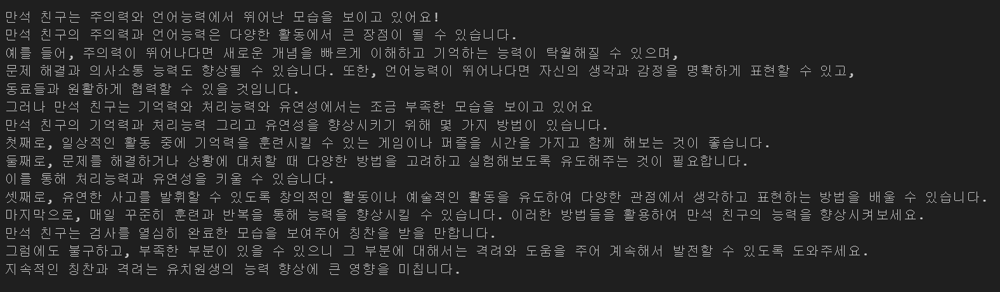 만석 친구는 주의력와 언어능력에서 뛰어난 모습을 보이고 있어요!
만석 친구의 주의력과 언어능력은 다양한 활동에서 큰 장점이 될 수 있습니다.
예를 들어, 주의력이 뛰어나다면 새로운 개념을 빠르게 이해하고 기억하는 능력이 탁월해질 수 있으며,
문제 해결과 의사소통 능력도 향상될 수 있습니다. 또한, 언어능력이 뛰어나다면 자신의 생각과 감정을 명확하게 표현할 수 있고,
동료들과 원활하게 협력할 수 있을 것입니다.
그러나 만석 친구는 기억력와 처리능력와 유연성에서는 조금 부족한 모습을 보이고 있어요
만석 친구의 기억력과 처리능력 그리고 유연성을 향상시키기 위해 몇 가지 방법이 있습니다.
첫째로, 일상적인 활동 중에 기억력을 훈련시킬 수 있는 게임이나 퍼즐을 시간을 가지고 함께 해보는 것이 좋습니다.
둘째로, 문제를 해결하거나 상황에 대처할 때 다양한 방법을 고려하고 실험해보도록 유도해주는 것이 필요합니다.
이를 통해 처리능력과 유연성을 키울 수 있습니다.
셋째로, 유연한 사고를 발휘할 수 있도록 창의적인 활동이나 예술적인 활동을 유도하여 다양한 관점에서 생각하고 표현하는 방법을 배울 수 있습니다.
마지막으로, 매일 꾸준히 훈련과 반복을 통해 능력을 향상시킬 수 있습니다. 이러한 방법들을 활용하여 만석 친구의 능력을 향상시켜보세요.
만석 친구는 검사를 열심히 완료한 모습을 보여주어 칭찬을 받을 만합니다.
그럼에도 불구하고, 부족한 부분이 있을 수 있으니 그 부분에 대해서는 격려와 도움을 주어 계속해서 발전할 수 있도록 도와주세요.
지속적인 칭찬과 격려는 유치원생의 능력 향상에 큰 영향을 미칩니다.